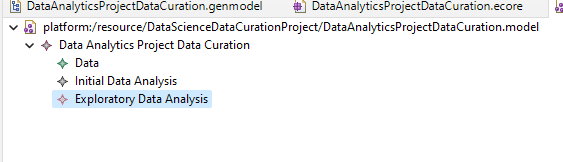 DataAnalyticsProjectDataCuration.genmodel DataAnalyticsProjectDataCuration.ecore
platform:/resource/DataScienceDataCurationProject/DataAnalyticsProjectDataCuration.model
Data Analytics Project Data Curation
Data
Initial Data Analysis
Exploratory Data Analysis